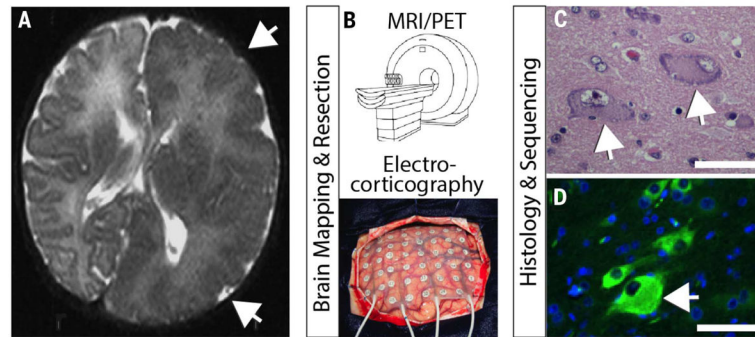 A
B
MRI/PET
Electro-
corticography
Brain Mapping & Resection
Histology & Sequencing
C
D